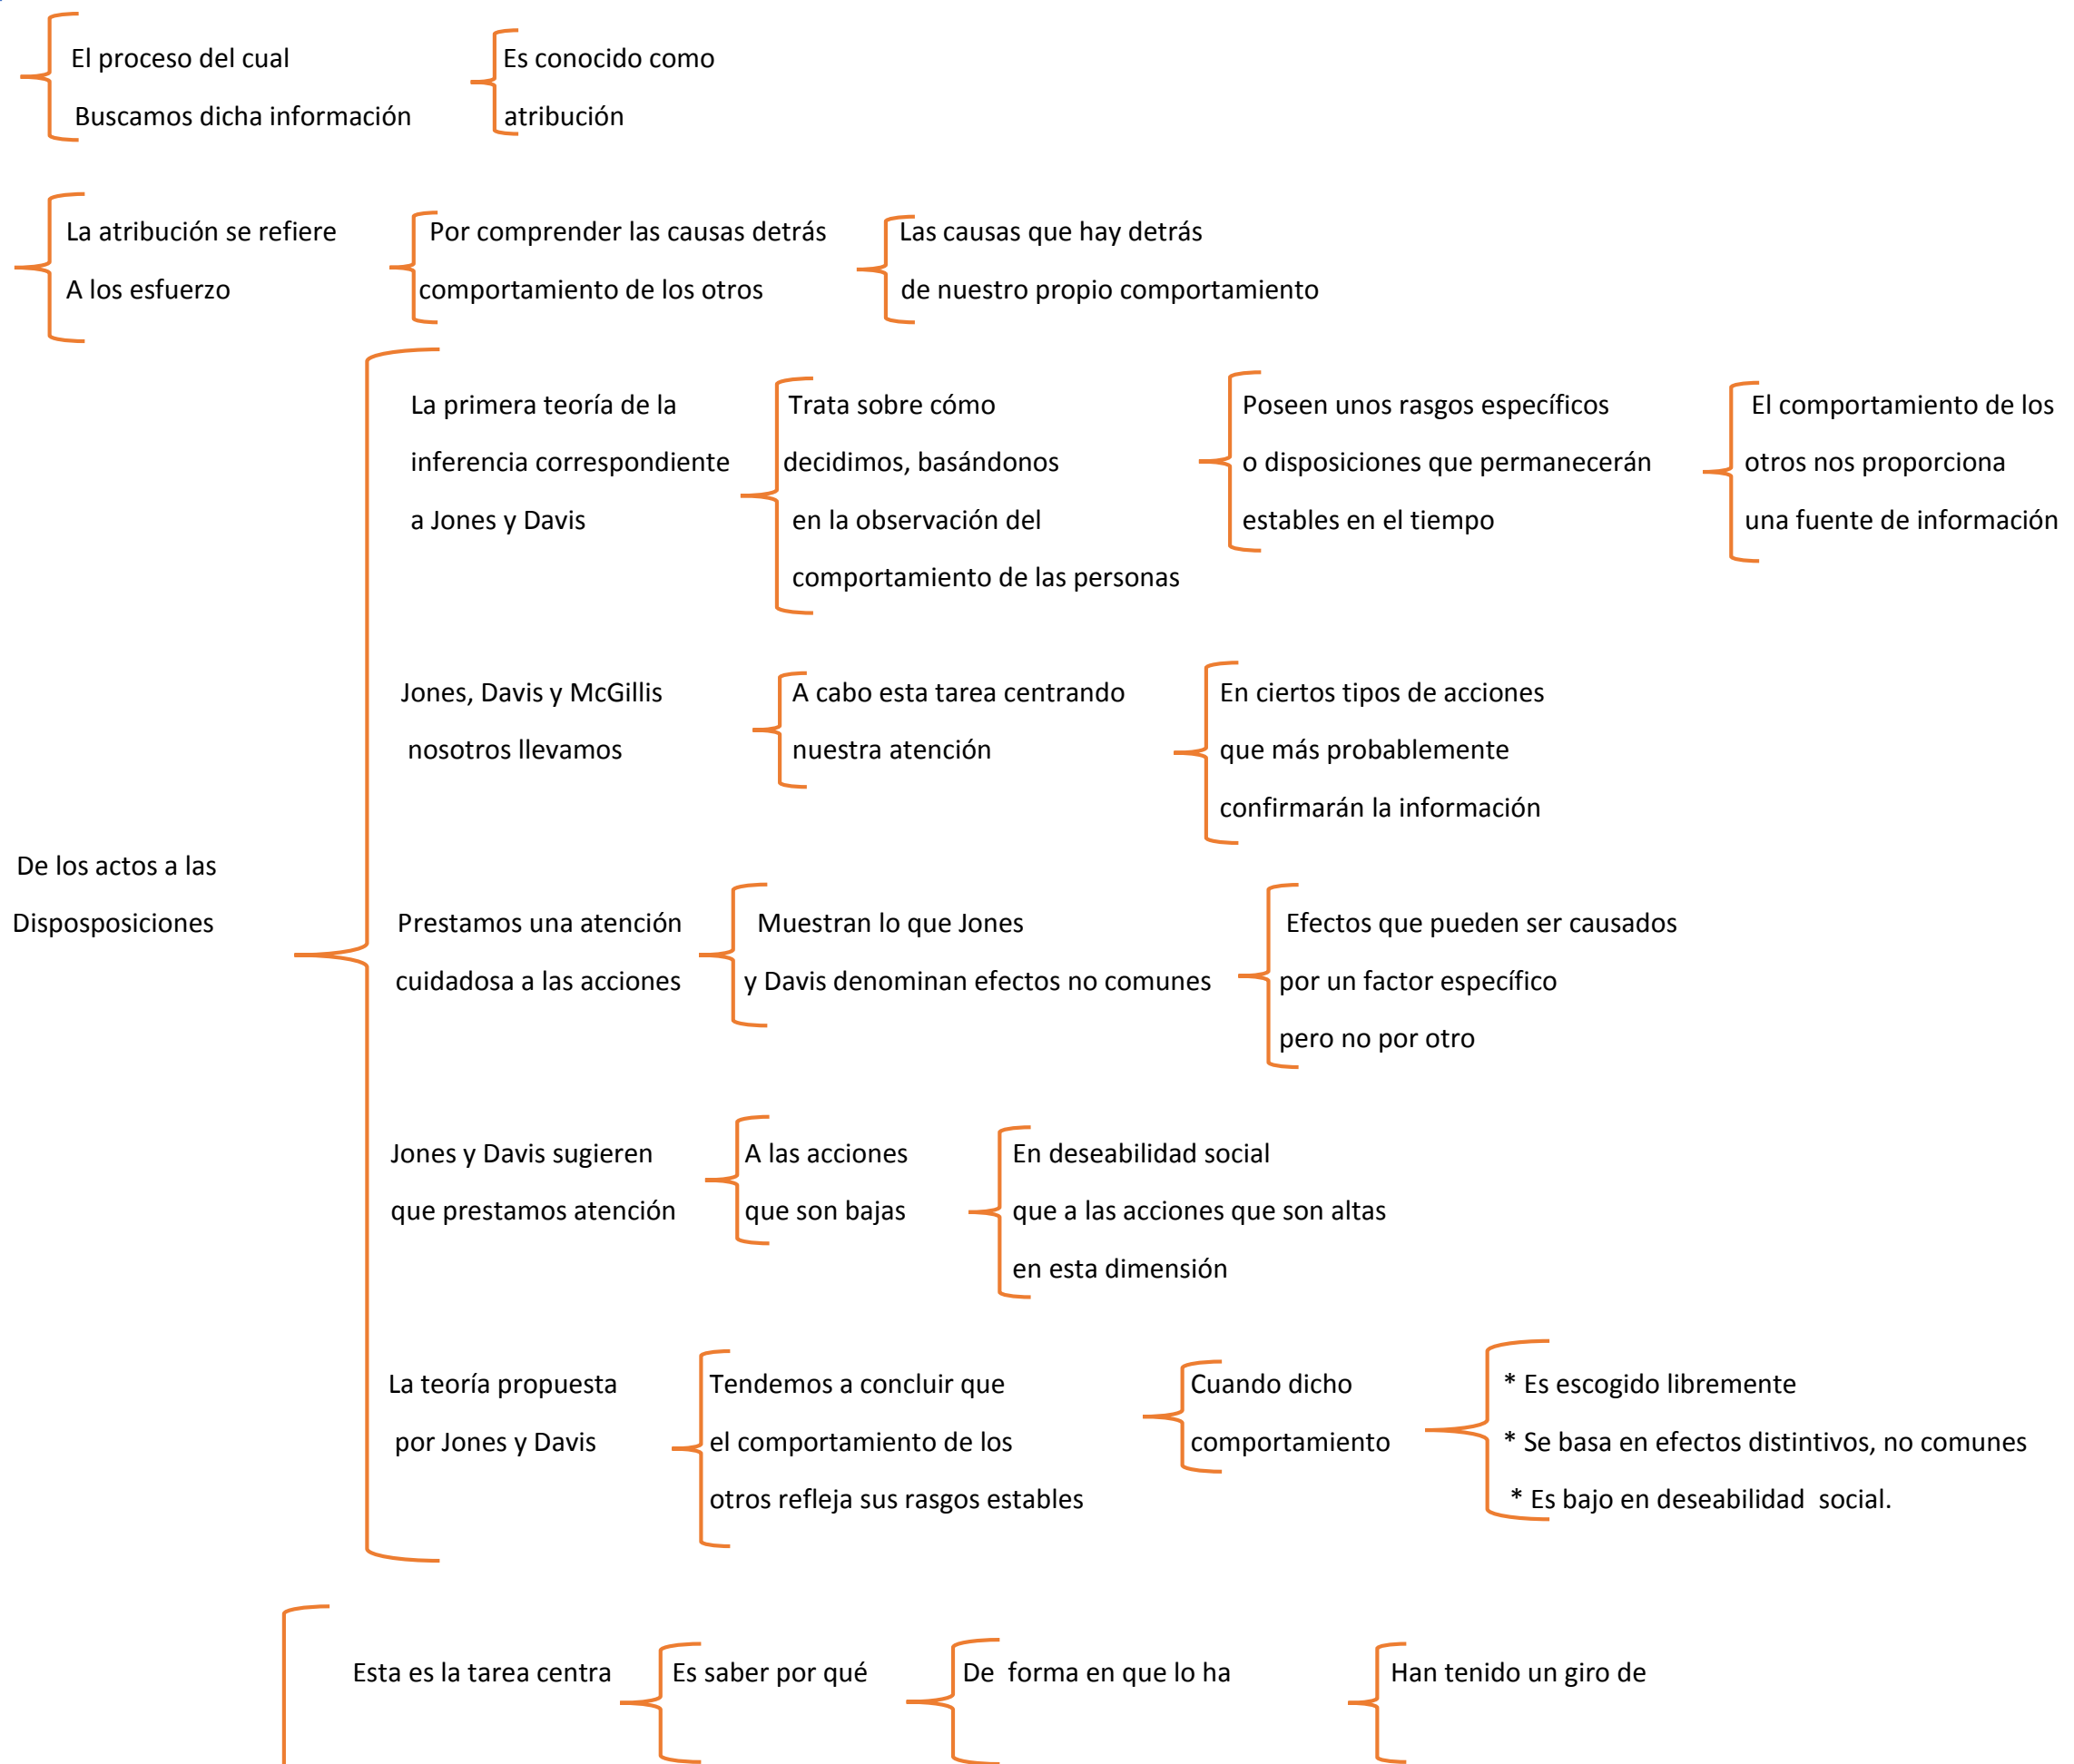 El proceso del cual
Buscamos dicha información
Es conocido como
atribución
La atribución se refiere
A los esfuerzo
Por comprender las causas detrás
comportamiento de los otros
Las causas que hay detrás
de nuestro propio comportamiento
De los actos a las
Disposposiciones
La primera teoría de la
inferencia correspondiente
a Jones y Davis
Trata sobre cómo
decidimos, basándonos
en la observación del
comportamiento de las personas
Poseen unos rasgos específicos
o disposiciones que permanecerán
estables en el tiempo
El comportamiento de los
otros nos proporciona
una fuente de información
Jones, Davis y McGillis
nosotros llevamos
A cabo esta tarea centrando
nuestra atención
En ciertos tipos de acciones
que más probablemente
confirmarán la información
Prestamos una atención
cuidadosa a las acciones
Muestran lo que Jones
y Davis denominan efectos no comunes
Efectos que pueden ser causados
por un factor específico
pero no por otro
Jones y Davis sugieren
que prestamos atención
A las acciones
que son bajas
En deseabilidad social
que a las acciones que son altas
en esta dimensión
La teoría propuesta
por Jones y Davis
Tendemos a concluir que
el comportamiento de los
otros refleja sus rasgos estables
Cuando dicho
comportamiento
* Es escogido libremente
* Se basa en efectos distintivos, no comunes
* Es bajo en deseabilidad  social.
Esta es la tarea centra
Es saber por qué
De  forma en que lo ha
Han tenido un giro de